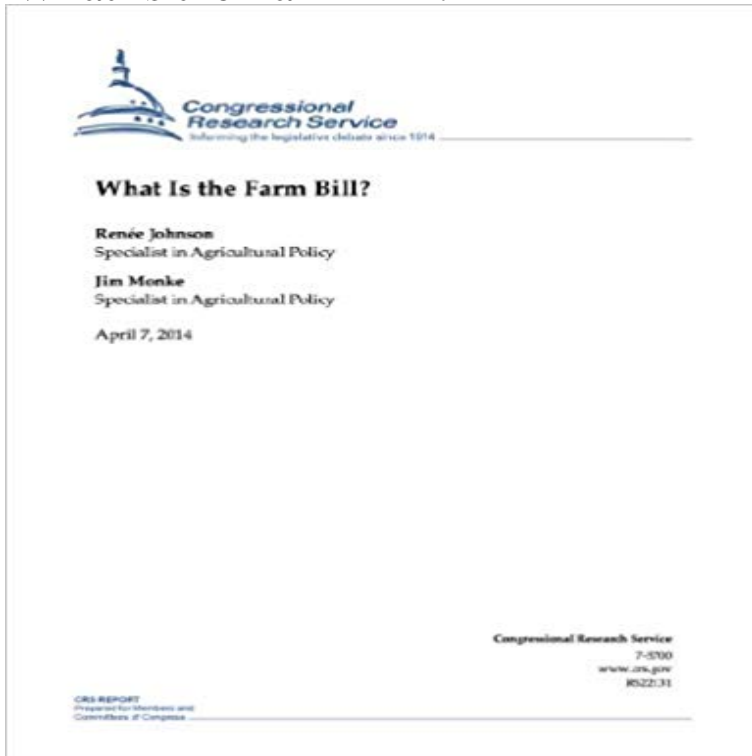 Congressional
Research Service
Informing the legislative debate since 1914
What Is the Farm Bill?
Renée Johnson
Specialist in Agricultural Policy
Jim Monke
Specialist in Agricultural Policy
April 7, 2014
Congressional Research Service
7-5700
www.crs.gov
RS22131
CRS REPORT
Prepared for Members and
Committees of Congress